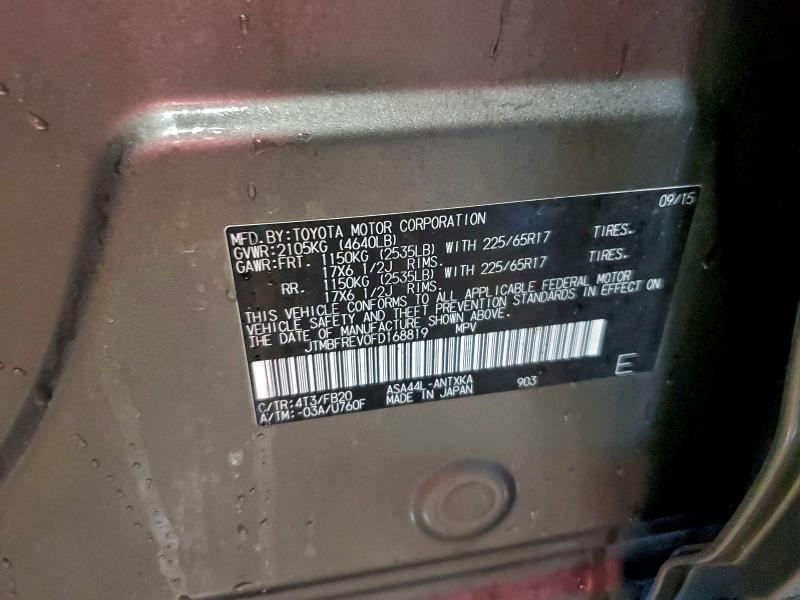 09/15
MFD.BY:TOYOTA MOTOR CORPORATION
GVWR:2105KG (4640LB)
GAWR:FRT. 1150KG (2535LB) WITH 225/65R17 TIRES.
17X6 1/2J RIMS.
RR. 1150KG (2535LB) WITH 225/65R17 TIRES.
17X6 1/2J RIMS.
THIS VEHICLE CONFORMS TO ALL APPLICABLE FEDERAL MOTOR
VEHICLE SAFETY AND THEFT PREVENTION STANDARDS IN EFFECT ON
THE DATE OF MANUFACTURE SHOWN ABOVE.
JTMBFREV0FD168819 MPV
C/TR:4T3/FB20 ASA44L-ANTXKA 903 E
A/TM:-03A/U760F MADE IN JAPAN